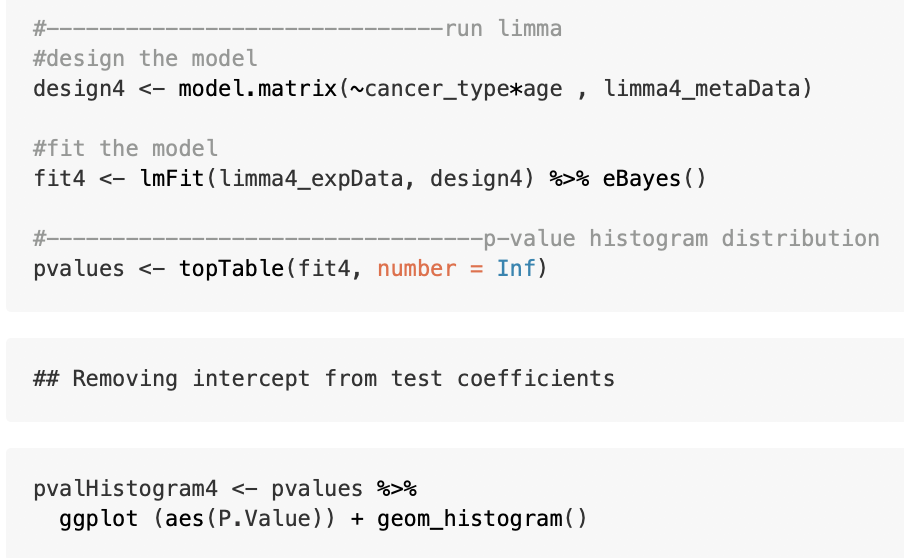 #------------------------------run limma
#design the model
design4 <- model.matrix(~cancer_type*age , limma4_metaData)
#fit the model
fit4 <- lmFit(limma4_expData, design4) %>% eBayes()
#---------------------------------p-value histogram distribution
pvalues <- topTable(fit4, number = Inf)
## Removing intercept from test coefficients
pvalHistogram4 <- pvalues %>%
  ggplot (aes(P.Value)) + geom_histogram()